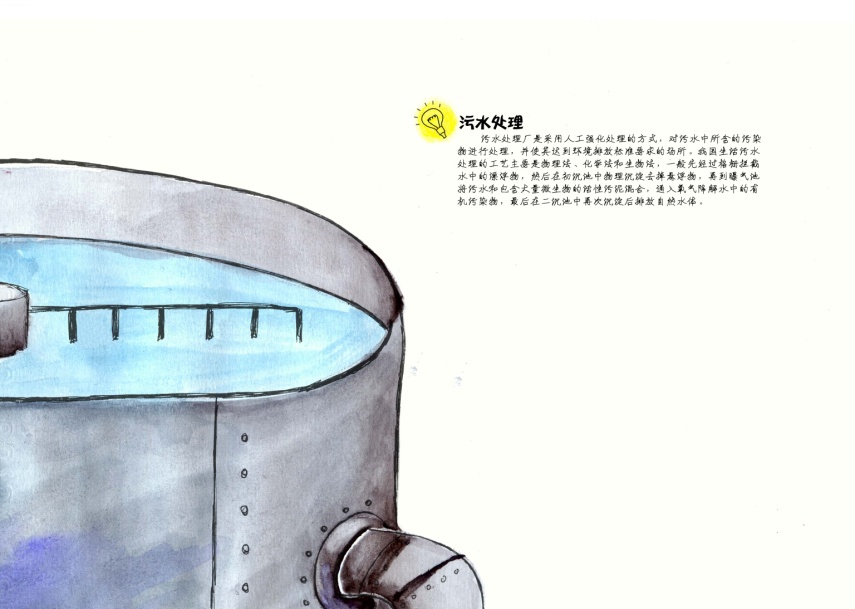 污水处理
污水处理厂是采用人工强化处理的方式，对污水中所含的污染
物进行处理，并使其达到环境排放标准要求的场所。我国生活污水
处理的工艺主要是物理法、化学法和生物法，一般先经过格栅拦截
水中的漂浮物，然后在初沉池中物理沉淀去掉悬浮物，再到曝气池
将污水和包含大量微生物的活性污泥混合，通入氧气降解水中的有
机污染物，最后在二沉池中再次沉淀后排放自然水体。